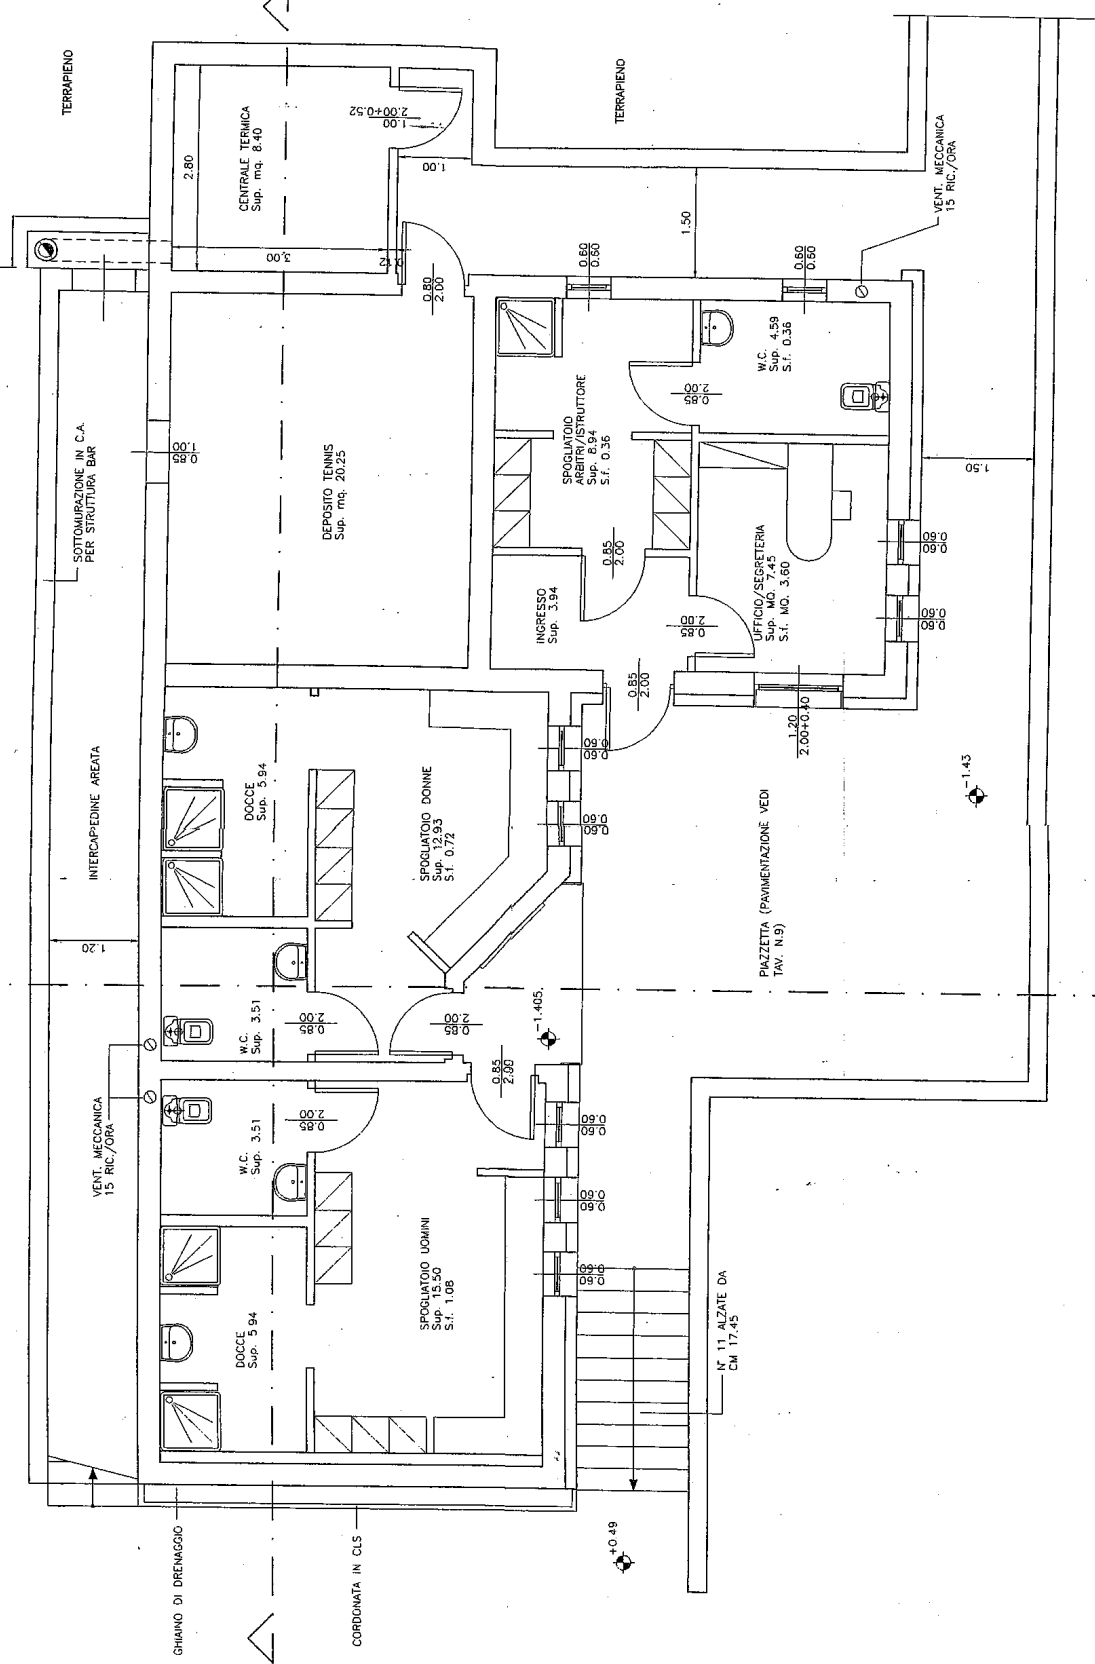 TERRAPIENO
TERRAPIENO
CENTRALE TERMICA
Sup. mq. 8.40
2.80
3.00
0.12
1.00
2.00+0.52
1.00
1.50
VENT. MECCANICA
15 RIC./ORA
SOTTOMURAZIONE IN C.A.
PER STRUTTURA BAR
1.00
0.85
DEPOSITO TENNIS
Sup. mq. 20.25
0.80
2.00
0.60
0.60
0.60
0.60
SPOGLIATOIO
ARBITRI/ISTRUTTORE
Sup. 8.94
S.f. 0.36
W.C.
Sup. 4.59
S.f. 0.36
0.85
2.00
0.85
2.00
INGRESSO
Sup. 3.94
0.85
2.00
0.85
2.00
UFFICIO/SEGRETERIA
Sup. MQ. 7.45
S.f. MQ. 3.60
0.60
0.60
0.60
0.60
1.50
1.20
2.00+0.40
INTERCAPEDINE AREATA
1.20
DOCCE
Sup. 5.94
SPOGLIATOIO DONNE
Sup. 12.93
S.f. 0.72
0.60
0.60
0.60
0.60
PIAZZETTA (PAVIMENTAZIONE VEDI
TAV. N.9)
-1.43
-1.405
W.C.
Sup. 3.51
0.85
2.00
0.85
2.00
0.85
2.00
VENT. MECCANICA
15 RIC./ORA
W.C.
Sup. 3.51
0.85
2.00
DOCCE
Sup. 5.94
SPOGLIATOIO UOMINI
Sup. 15.50
S.f. 1.08
0.60
0.60
0.60
0.60
0.60
0.60
N° 11 ALZATE DA
CM 17.45
+0.49
GHIAINO DI DRENAGGIO
CORDONATA IN CLS